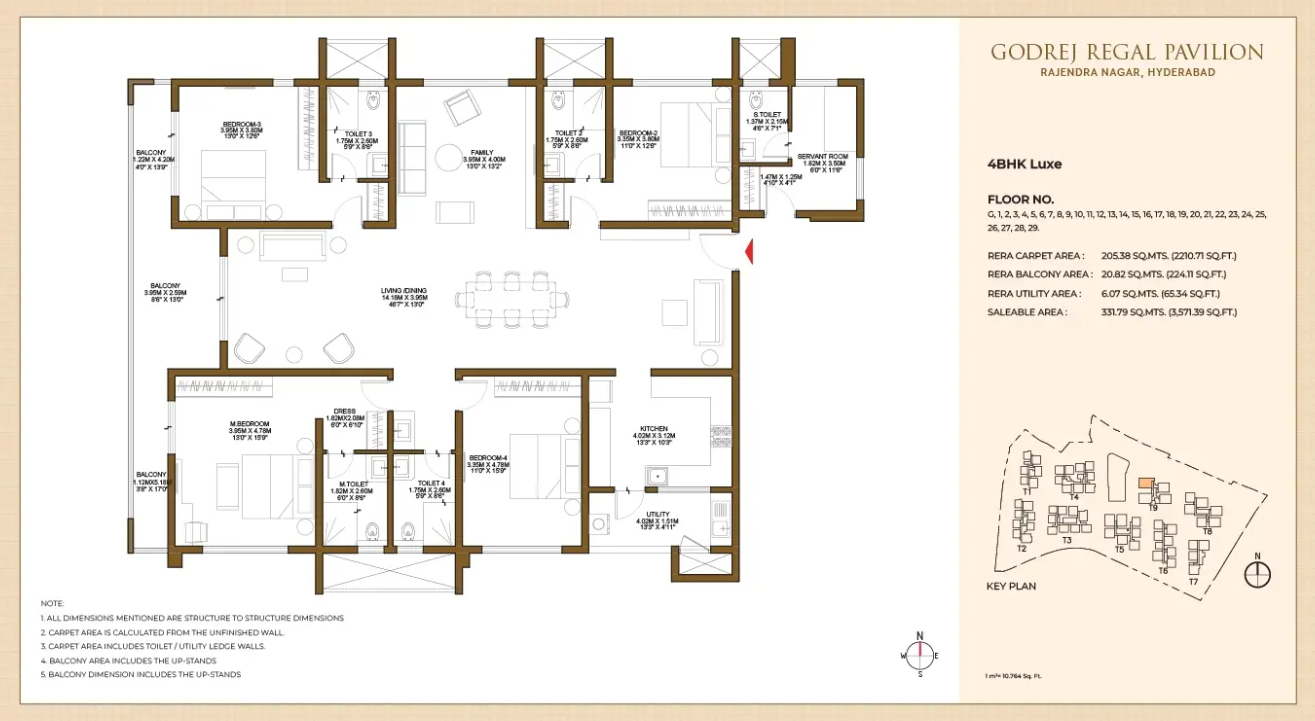 GODREJ REGAL PAVILION
RAJENDRA NAGAR, HYDERABAD
4BHK Luxe
FLOOR NO.
G, 1, 2, 3, 4, 5, 6, 7, 8, 9, 10, 11, 12, 13, 14, 15, 16, 17, 18, 19, 20, 21, 22, 23, 24, 25,
26, 27, 28, 29.
RERA CARPET AREA : 205.38 SQ.MTS. (2210.71 SQ.FT.)
RERA BALCONY AREA : 20.82 SQ.MTS. (224.11 SQ.FT.)
RERA UTILITY AREA : 6.07 SQ.MTS. (65.34 SQ.FT.)
SALEABLE AREA : 331.79 SQ.MTS. (3,571.39 SQ.FT.)
BALCONY
1.22M X 4.20M
4'0" X 13'9"
BEDROOM-3
3.95M X 3.80M
13'0" X 12'6"
TOILET 3
1.75M X 2.60M
5'9" X 8'6"
FAMILY
3.95M X 4.00M
13'0" X 13'2"
TOILET 2
1.75M X 2.60M
5'9" X 8'6"
BEDROOM-2
3.35M X 3.80M
11'0" X 12'6"
S.TOILET
1.37M X 2.15M
4'6" X 7'1"
SERVANT ROOM
1.82M X 3.50M
6'0" X 11'6"
1.47M X 1.25M
4'10" X 4'1"
BALCONY
3.95M X 2.59M
8'6" X 13'0"
LIVING /DINING
14.18M X 3.95M
46'7" X 13'0"
M.BEDROOM
3.95M X 4.78M
13'0" X 15'9"
DRESS
1.82MX2.08M
6'0" X 6'10"
BALCONY
1.12MX5.18M
3'8" X 17'0"
M.TOILET
1.82M X 2.60M
6'0" X 8'6"
TOILET 4
1.75M X 2.60M
5'9" X 8'6"
BEDROOM-4
3.35M X 4.78M
11'0" X 15'9"
KITCHEN
4.02M X 3.12M
13'3" X 10'3"
UTILITY
4.02M X 1.51M
13'3" X 4'11"
NOTE:
1. ALL DIMENSIONS MENTIONED ARE STRUCTURE TO STRUCTURE DIMENSIONS
2. CARPET AREA IS CALCULATED FROM THE UNFINISHED WALL.
3. CARPET AREA INCLUDES TOILET / UTILITY LEDGE WALLS.
4. BALCONY AREA INCLUDES THE UP-STANDS
5. BALCONY DIMENSION INCLUDES THE UP-STANDS
N
W E
S
T1
T4
T9
T8
T2
T3
T5
T6
T7
KEY PLAN
N
1 m²= 10.764 Sq. Ft.